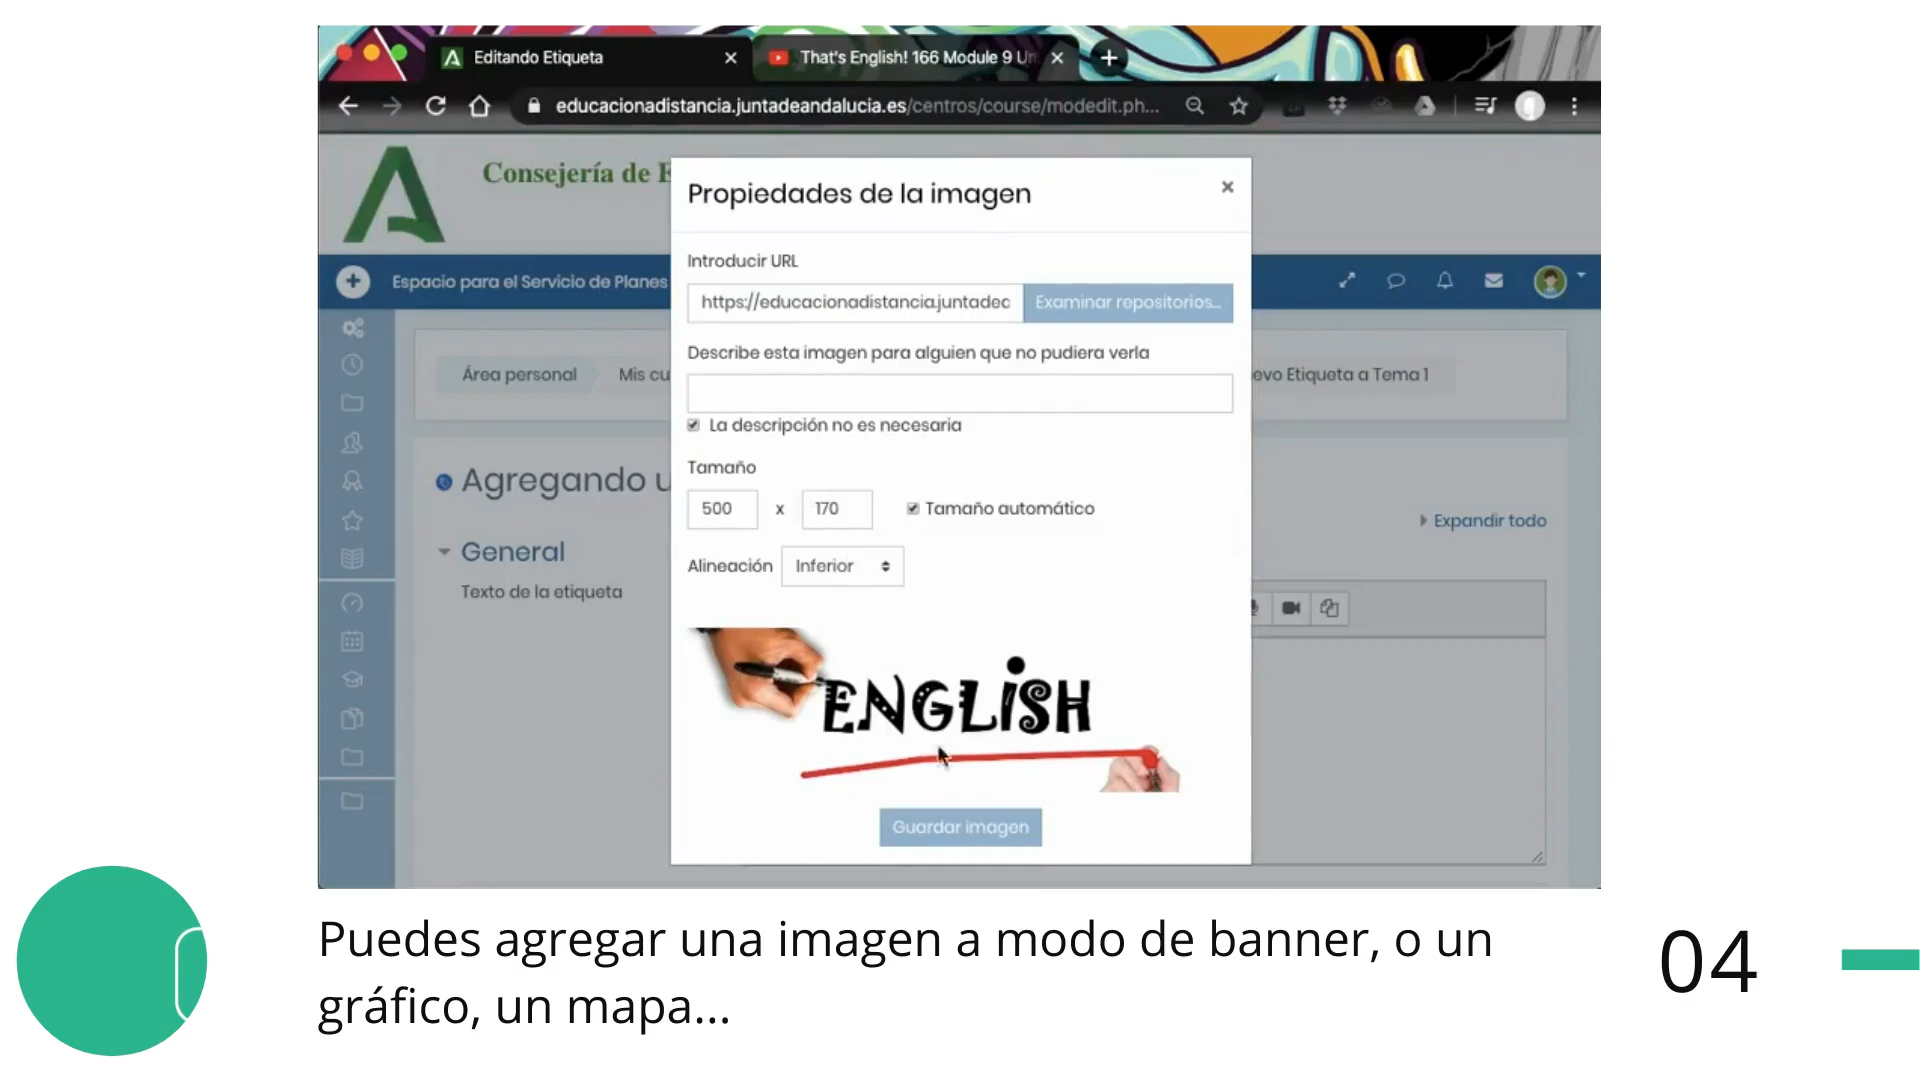 Editando Etiqueta
That's English! 166 Module 9 Un
educacionadistancia.juntadeandalucia.es/centros/course/modedit.ph...
Consejería de E
Propiedades de la imagen
Introducir URL
Espacio para el Servicio de Planes
https://educacionadistancia.juntadec
Examinar repositorios...
Describe esta imagen para alguien que no pudiera verla
Área personal
Mis cu
evo Etiqueta a Tema 1
La descripción no es necesaria
Tamaño
Agregando u
500 x 170
Tamaño automático
Expandir todo
General
Alineación
Inferior
Texto de la etiqueta
ENGLiSH
Guardar imagen
Puedes agregar una imagen a modo de banner, o un
gráfico, un mapa...
04